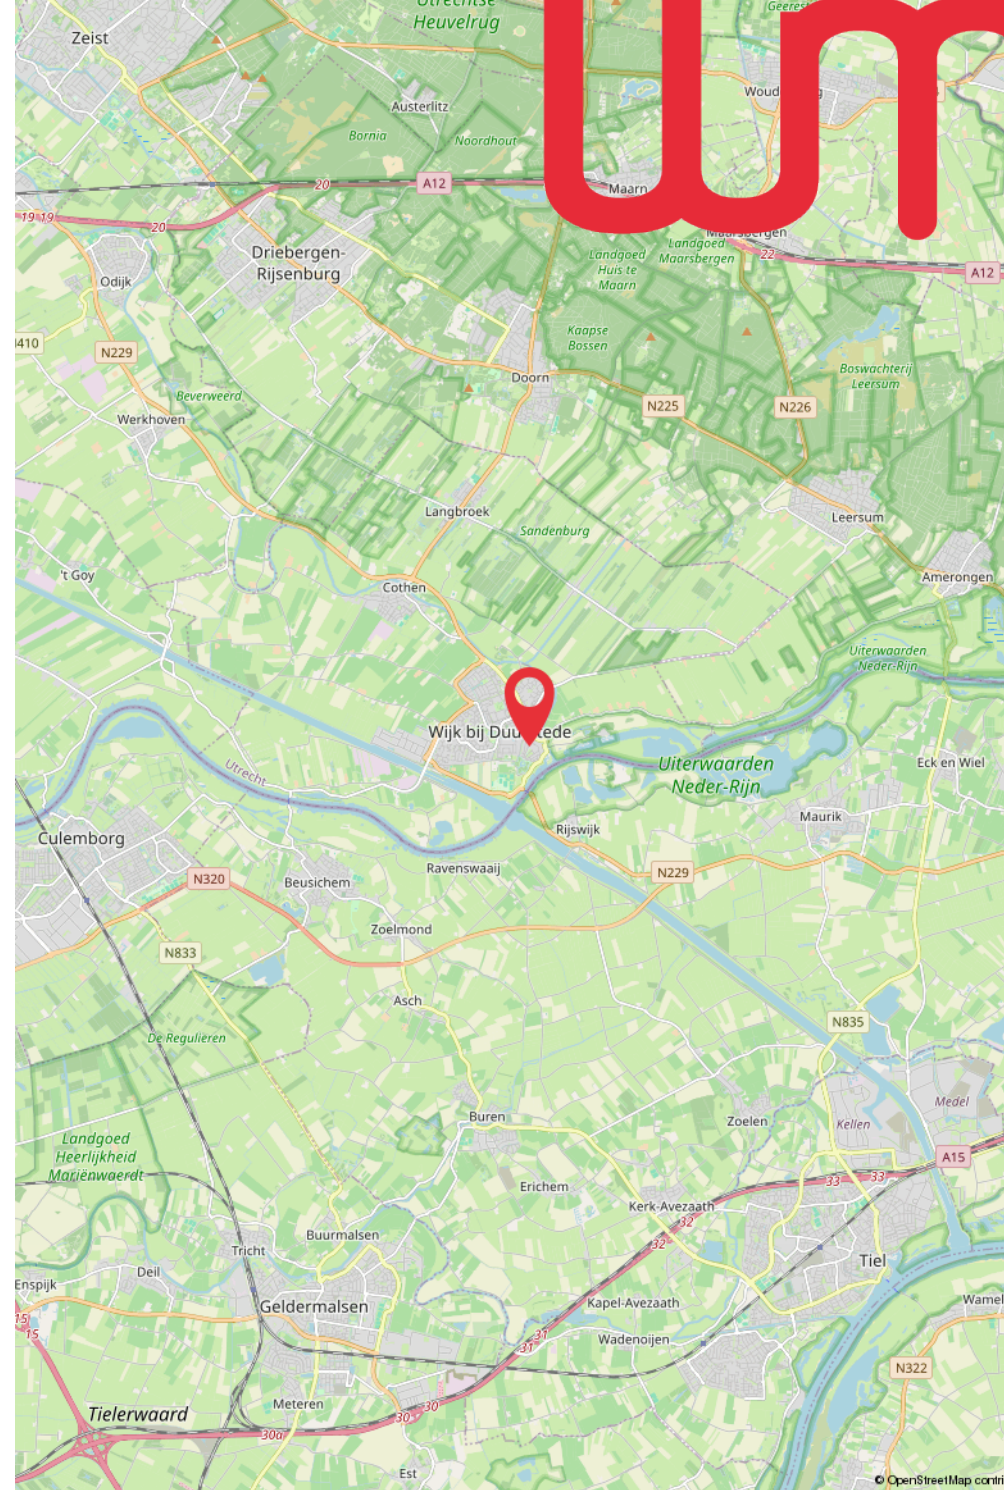 Utrechtse
Heuvelrug
Zeist
Austerlitz
Bornia
Noordhout
20
A12
Maarn
19 19
20
Driebergen-
Rijsenburg
Odijk
Landgoed
Huis te
Maarn
Landgoed
Maarsbergen
Maarsbergen
22
A12
N229
Kaapse
Bossen
Boswachterij
Leersum
Beverweerd
Doorn
N225
N226
Werkhoven
Langbroek
Sandenburg
Leersum
't Goy
Cothen
Amerongen
Uiterwaarden
Neder-Rijn
Wijk bij
Uiterwaarden
Neder-Rijn
Eck en Wiel
Utrecht
Culemborg
Maurik
Rijswijk
Ravenswaaij
N320
Beusichem
N229
Zoelmond
N833
Asch
N835
De Regulieren
Buren
Zoelen
Medel
Kellen
Landgoed
Heerlijkheid
Mariënwaerdt
A15
33
33
Erichem
Kerk-Avezaath
32
32
Buurmalsen
Tricht
Tiel
Deil
Enspijk
Geldermalsen
Kapel-Avezaath
Wamel
15
15
31
31
Wadenoijen
N322
Meteren
Tielerwaard
30
30
30a
Est
© OpenStreetMap contri